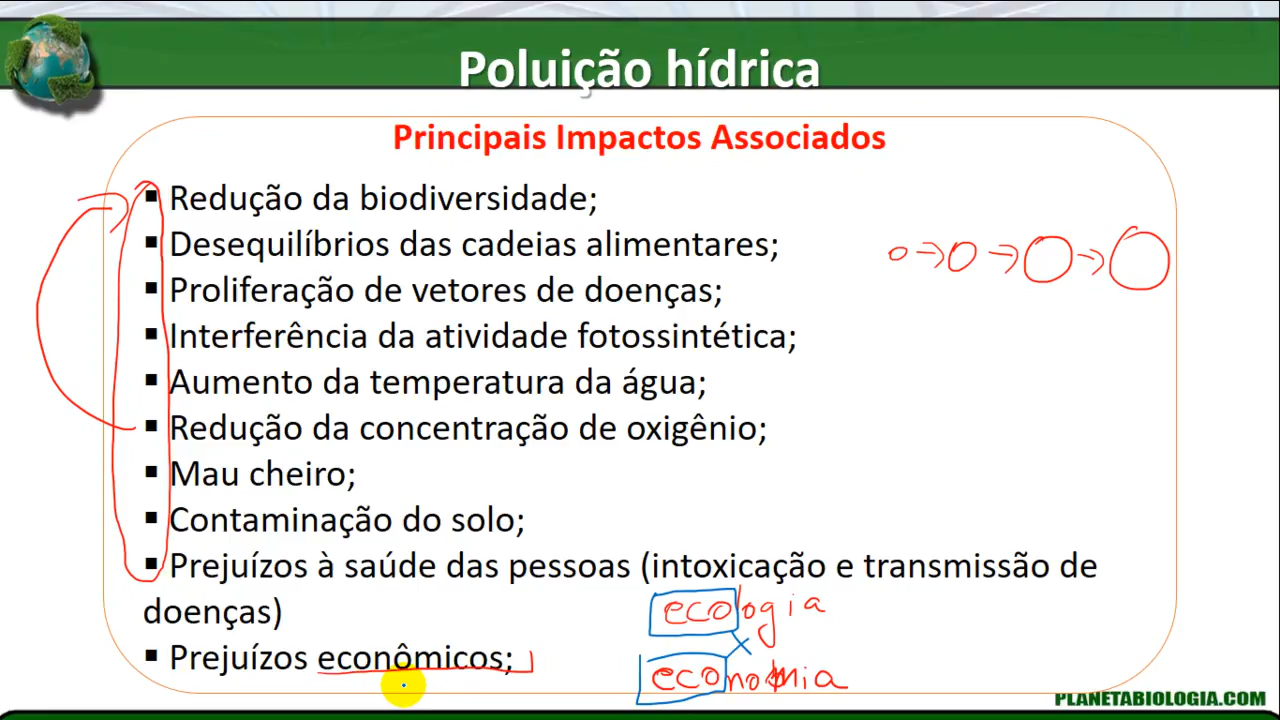 Poluição hídrica
Principais Impactos Associados
▪ Redução da biodiversidade;
▪ Desequilíbrios das cadeias alimentares;
▪ Proliferação de vetores de doenças;
▪ Interferência da atividade fotossintética;
▪ Aumento da temperatura da água;
▪ Redução da concentração de oxigênio;
▪ Mau cheiro;
▪ Contaminação do solo;
▪ Prejuízos à saúde das pessoas (intoxicação e transmissão de
doenças)
ecologia
▪ Prejuízos econômicos;
economia
PLANETABIOLOGIA.COM